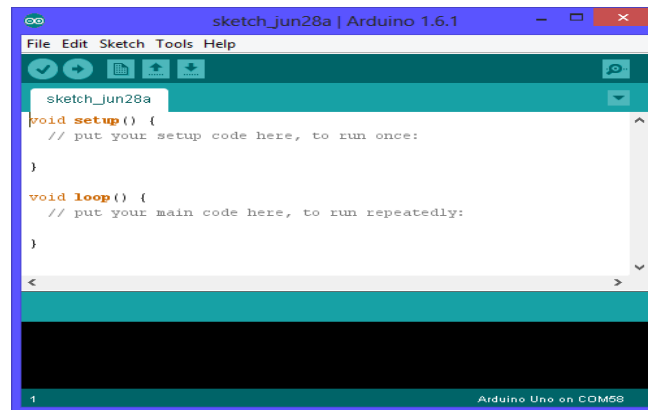 sketch_jun28a | Arduino 1.6.1
File Edit Sketch Tools Help
sketch_jun28a
void setup() {
// put your setup code here, to run once:
}
void loop() {
// put your main code here, to run repeatedly:
}
1 Arduino Uno on COM58